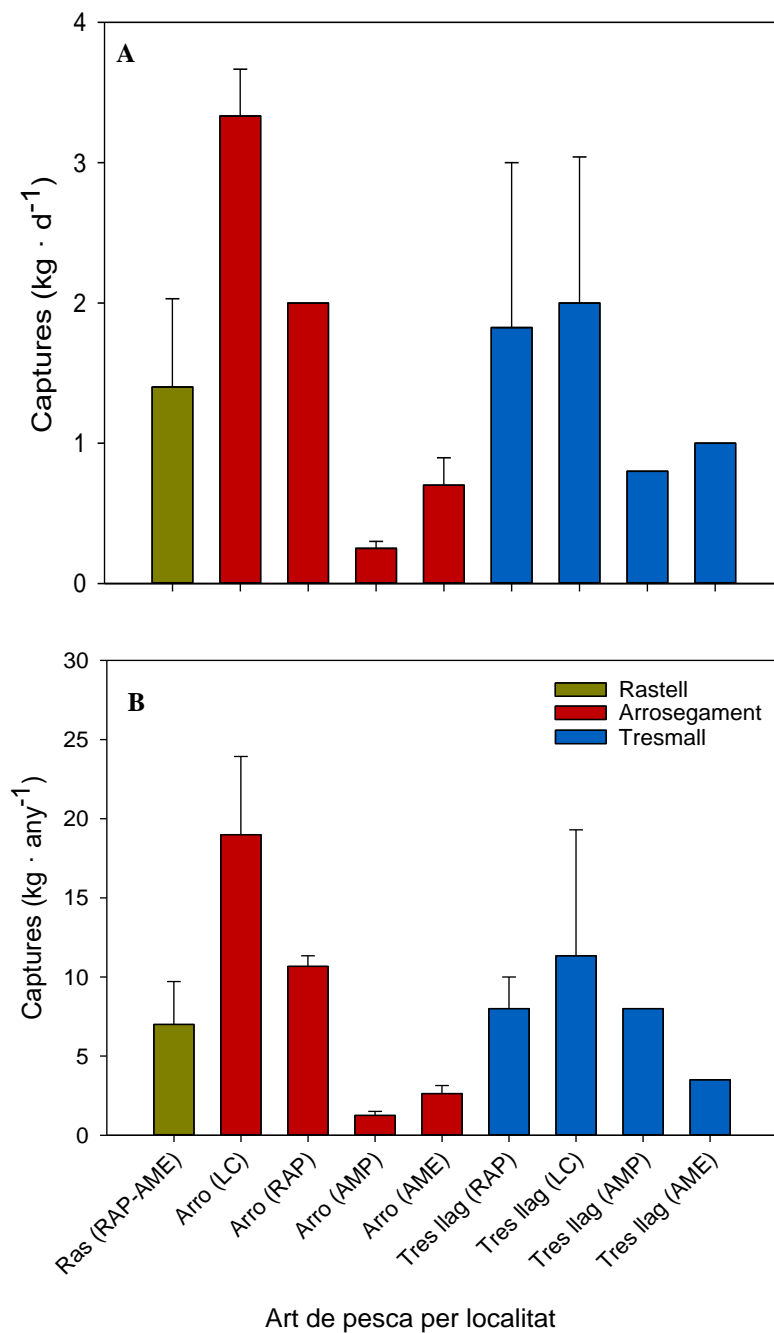 A
4
3
2
1
0
Captures (kg · d⁻¹)
B
30
25
20
15
10
5
0
Captures (kg · any⁻¹)
Rastell
Arrosegament
Tresmall
Ras (RAP-AME)
Arro (LC)
Arro (RAP)
Arro (AMP)
Arro (AME)
Tres llag (RAP)
Tres llag (LC)
Tres llag (AMP)
Tres llag (AME)
Art de pesca per localitat